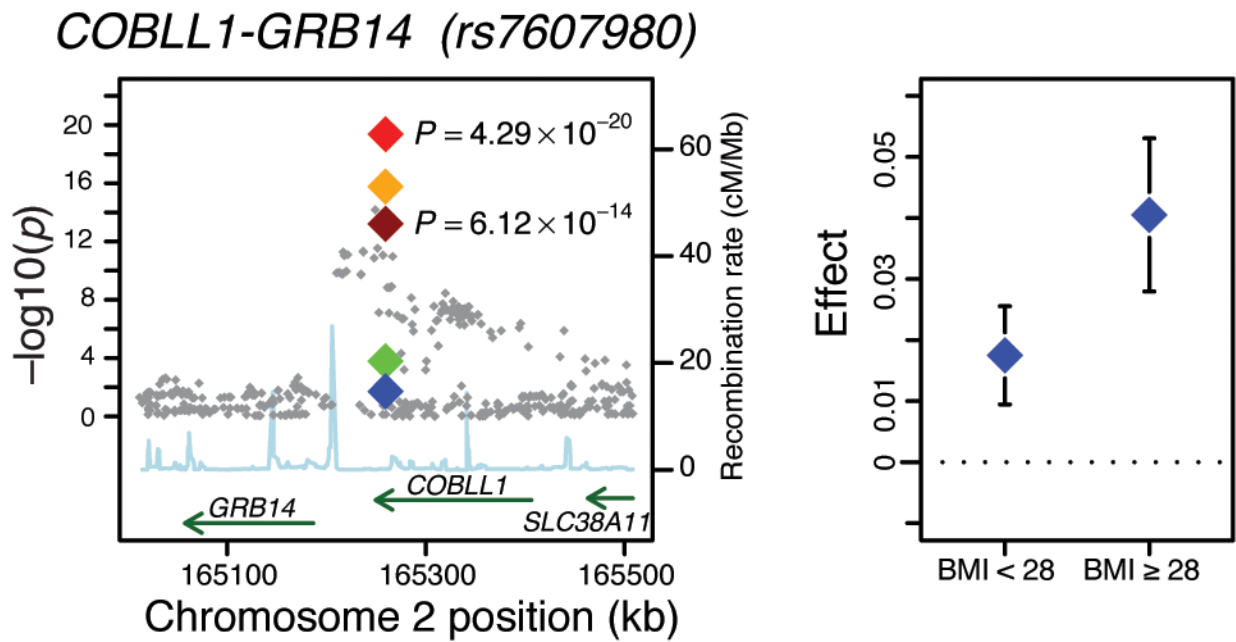 COBLL1-GRB14 (rs7607980)
–log10(p)
20
16
12
8
4
0
P = 4.29 × 10⁻²⁰
P = 6.12 × 10⁻¹⁴
60
40
20
0
Recombination rate (cM/Mb)
GRB14
COBLL1
SLC38A11
165100
165300
165500
Chromosome 2 position (kb)
Effect
0.05
0.03
0.01
0
BMI < 28
BMI ≥ 28